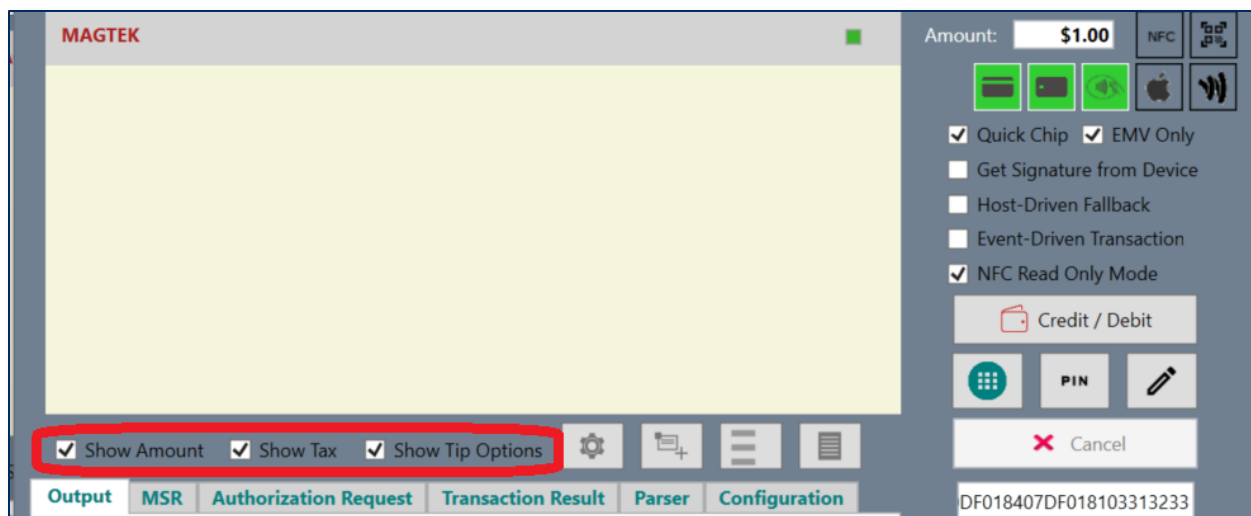 MAGTEK
Amount: $1.00 NFC
Quick Chip EMV Only
Get Signature from Device
Host-Driven Fallback
Event-Driven Transaction
NFC Read Only Mode
Credit / Debit
PIN
Show Amount Show Tax Show Tip Options
Cancel
Output MSR Authorization Request Transaction Result Parser Configuration
DF018407DF018103313233